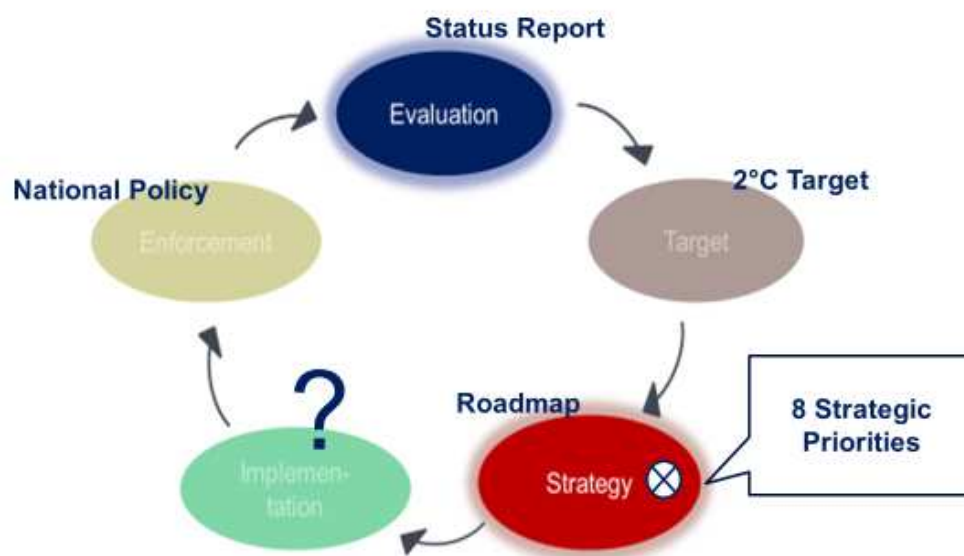 Status Report
Evaluation
National Policy
2°C Target
Enforcement
Target
Roadmap
8 Strategic
Priorities
?
Implemen-
tation
Strategy